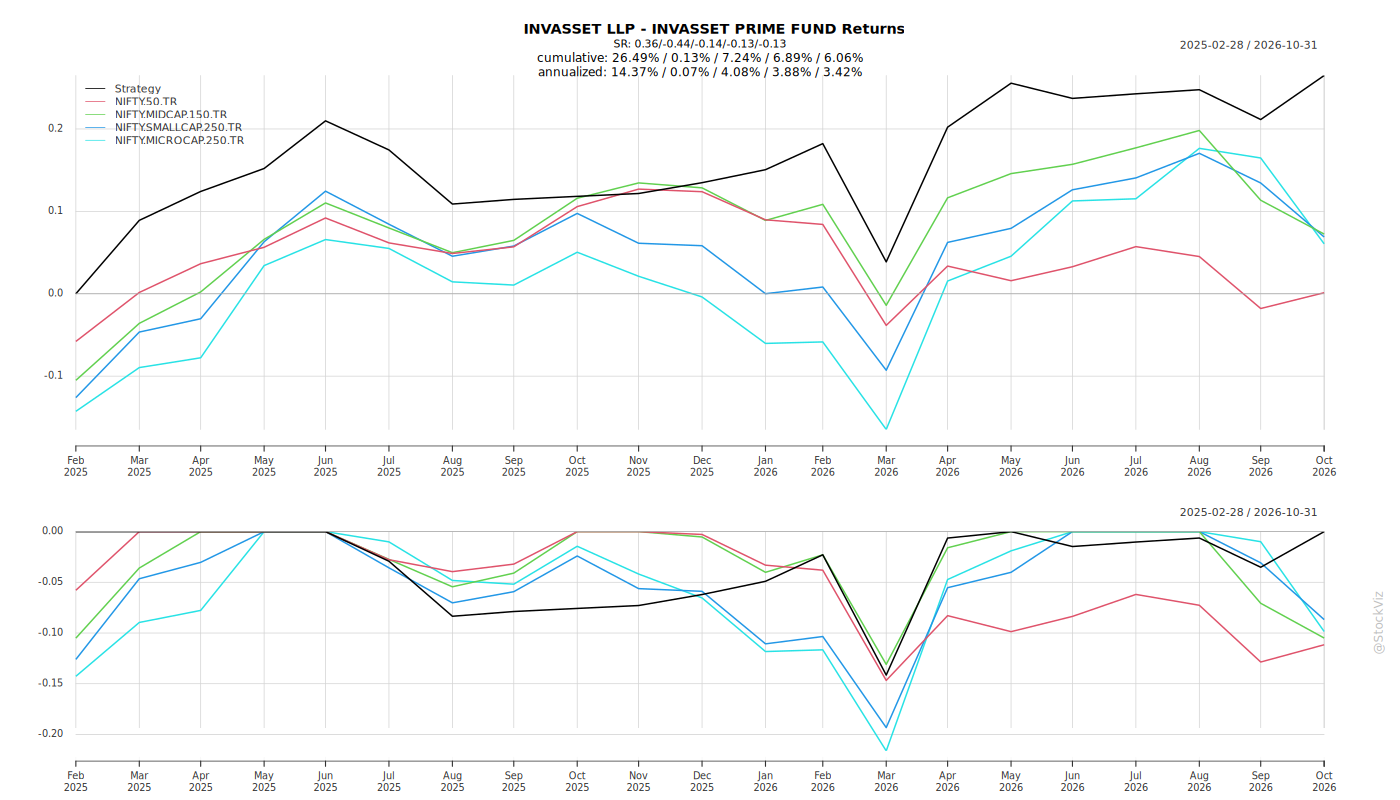 INVASSET LLP - INVASSET PRIME FUND Returns
SR: 0.36/-0.44/-0.14/-0.13/-0.13
2025-02-28 / 2026-10-31
cumulative: 26.49% / 0.13% / 7.24% / 6.89% / 6.06%
annualized: 14.37% / 0.07% / 4.08% / 3.88% / 3.42%
Strategy
NIFTY.50.TR
NIFTY.MIDCAP.150.TR
NIFTY.SMALLCAP.250.TR
NIFTY.MICROCAP.250.TR
0.2
0.1
0.0
-0.1
Feb Mar Apr May Jun Jul Aug Sep Oct Nov Dec Jan Feb Mar Apr May Jun Jul Aug Sep Oct
2025 2025 2025 2025 2025 2025 2025 2025 2025 2025 2025 2026 2026 2026 2026 2026 2026 2026 2026 2026 2026
2025-02-28 / 2026-10-31
0.00
-0.05
-0.10
-0.15
-0.20
Feb Mar Apr May Jun Jul Aug Sep Oct Nov Dec Jan Feb Mar Apr May Jun Jul Aug Sep Oct
2025 2025 2025 2025 2025 2025 2025 2025 2025 2025 2025 2026 2026 2026 2026 2026 2026 2026 2026 2026 2026
@StockViz